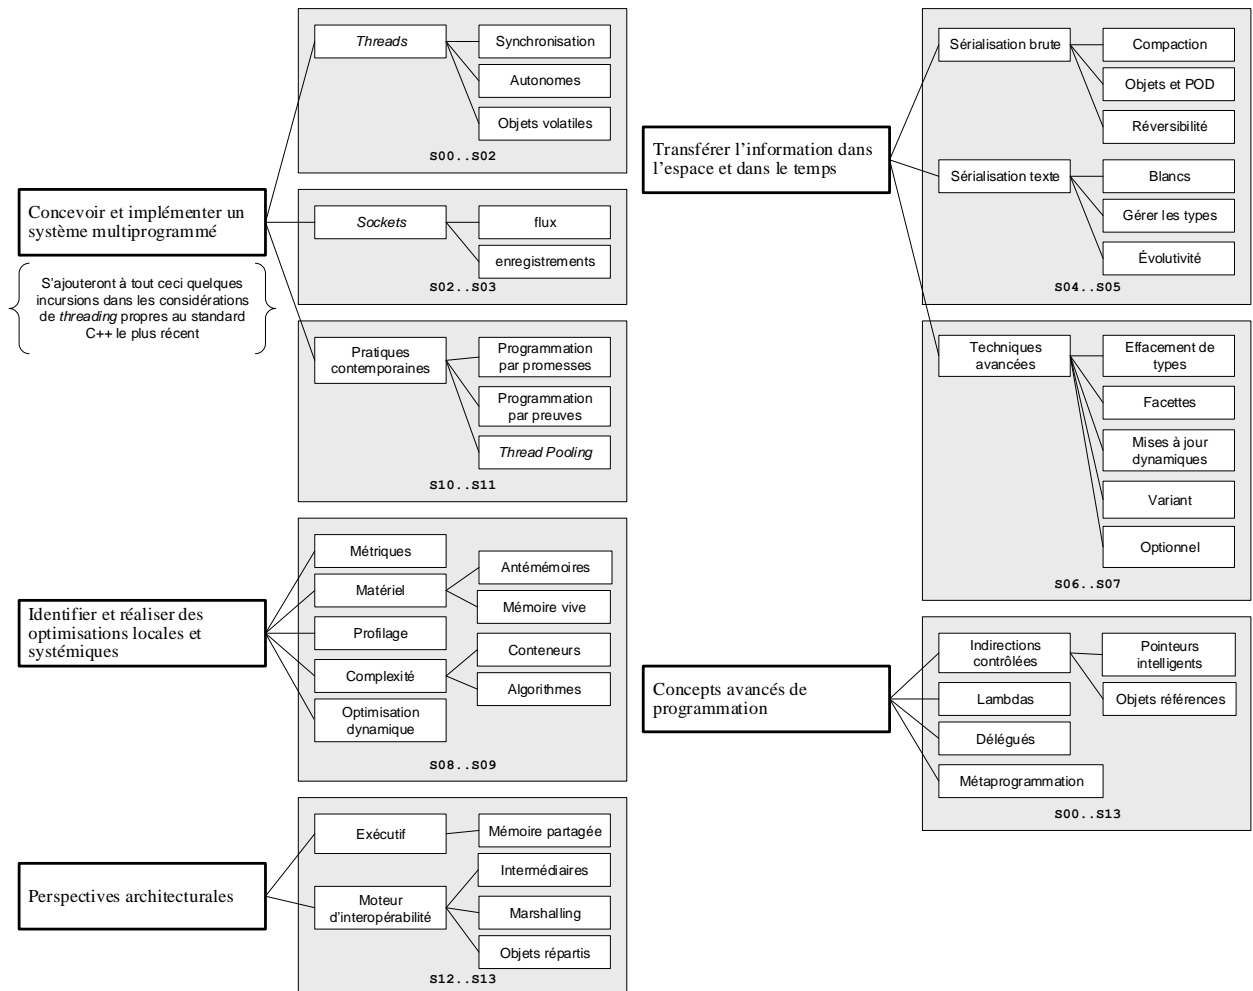 Concevoir et implémenter un
système multiprogrammé
S'ajouteront à tout ceci quelques
incursions dans les considérations
de threading propres au standard
C++ le plus récent
Threads
Synchronisation
Autonomes
Objets volatiles
S00..S02
Sockets
flux
enregistrements
S02..S03
Pratiques
contemporaines
Programmation
par promesses
Programmation
par preuves
Thread Pooling
S10..S11
Identifier et réaliser des
optimisations locales et
systémiques
Métriques
Matériel
Antémémoires
Mémoire vive
Profilage
Complexité
Conteneurs
Algorithmes
Optimisation
dynamique
S08..S09
Perspectives architecturales
Exécutif
Mémoire partagée
Moteur
d'interopérabilité
Intermédiaires
Marshalling
Objets répartis
S12..S13
Transférer l'information dans
l'espace et dans le temps
Sérialisation brute
Compaction
Objets et POD
Réversibilité
Sérialisation texte
Blancs
Gérer les types
Évolutivité
S04..S05
Techniques
avancées
Effacement de
types
Facettes
Mises à jour
dynamiques
Variant
Optionnel
S06..S07
Concepts avancés de
programmation
Indirections
contrôlées
Pointeurs
intelligents
Objets références
Lambdas
Délégués
Métaprogrammation
S00..S13